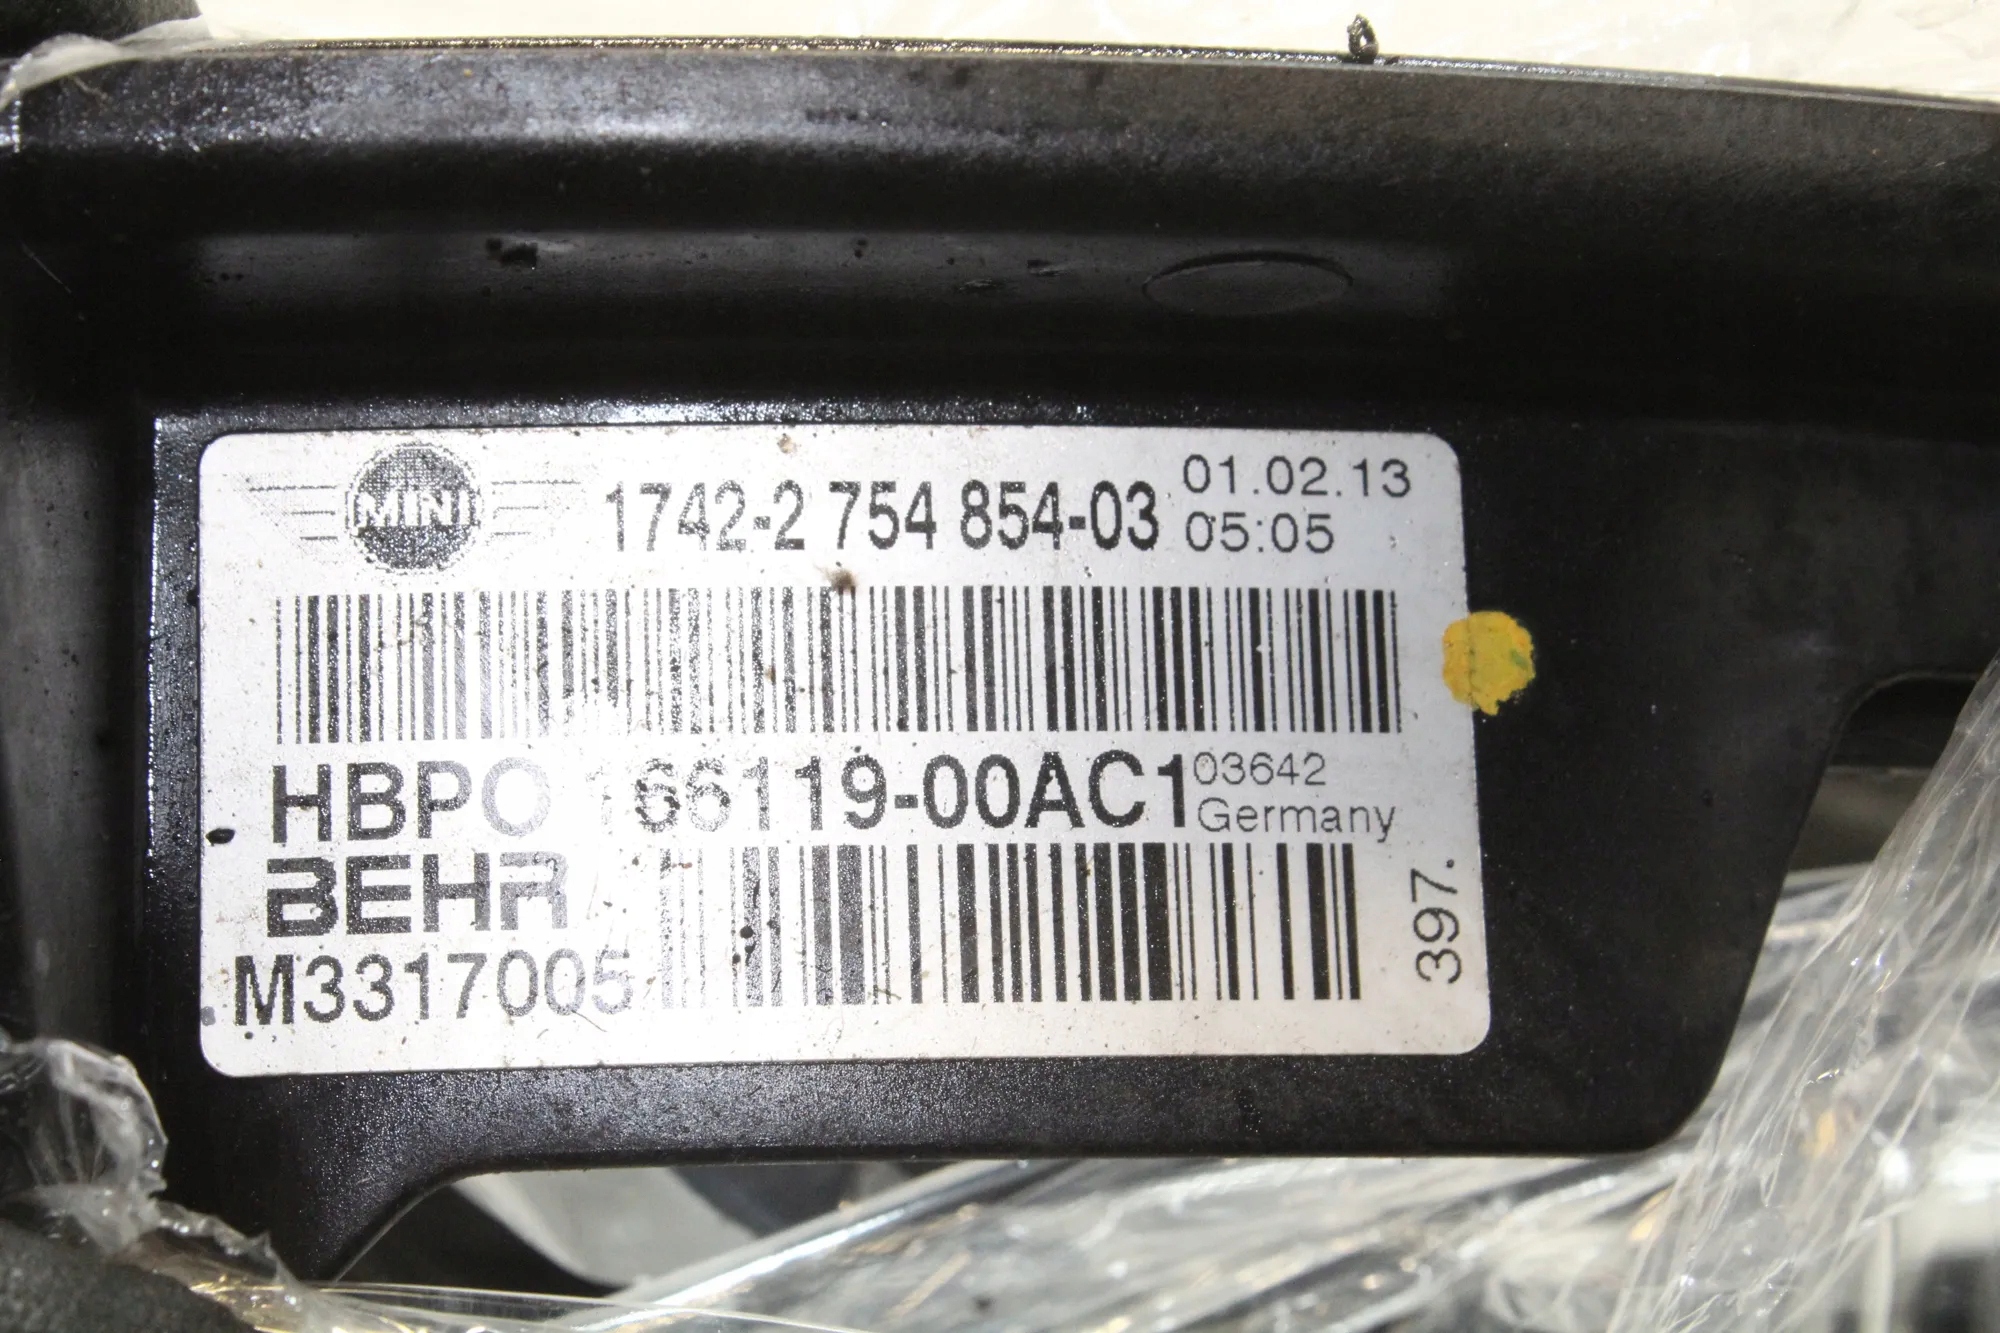 MINI
1742-2 754 854-03
01.02.13
05:05
HBPO 166119-00AC1
03642
Germany
BEHR
M3317005
397.